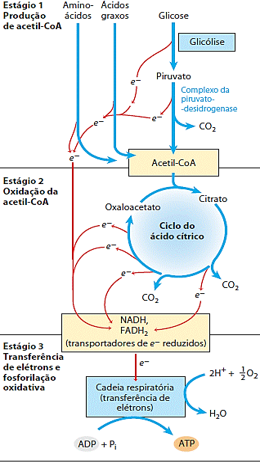 Estágio 1
Produção
de acetil-CoA
Amino-
ácidos
Ácidos
graxos
Glicose
Glicólise
e⁻
Piruvato
Complexo da
piruvato-
-desidrogenase
e⁻
e⁻
e⁻
CO₂
Acetil-CoA
Estágio 2
Oxidação da
acetil-CoA
Oxaloacetato
Citrato
e⁻
Ciclo do
ácido cítrico
e⁻
e⁻
e⁻
CO₂
CO₂
NADH,
FADH₂
(transportadores de e⁻ reduzidos)
Estágio 3
Transferência
de elétrons e
fosforilação
oxidativa
e⁻
Cadeia respiratória
(transferência de
elétrons)
2H⁺ + ½O₂
H₂O
ADP + Pᵢ
ATP